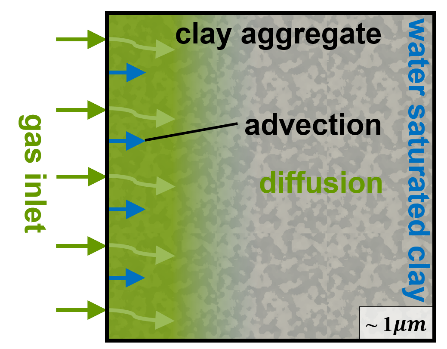 clay aggregate
gas inlet
advection
diffusion
water saturated clay
~ 1μm